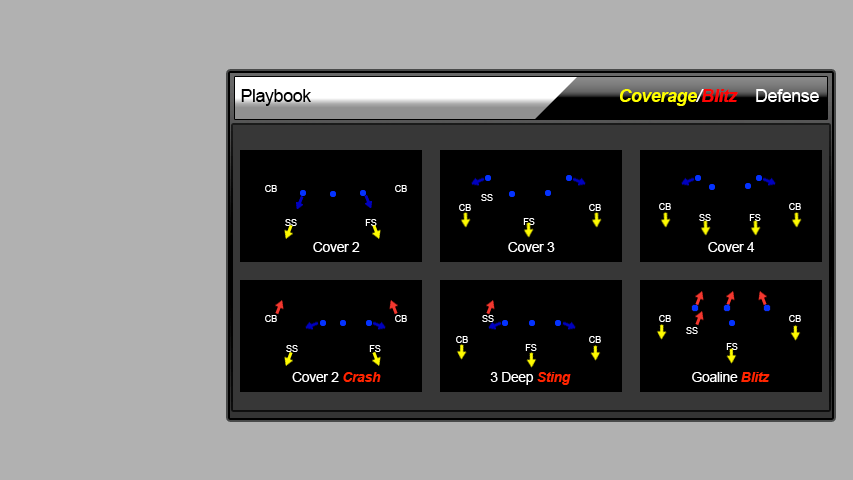 Playbook
Coverage/Blitz Defense
CB CB
SS FS
Cover 2
SS
CB CB
FS
Cover 3
CB CB
SS FS
Cover 4
CB CB
SS FS
Cover 2 Crash
SS
CB CB
FS
3 Deep Sting
CB CB
SS
FS
Goaline Blitz